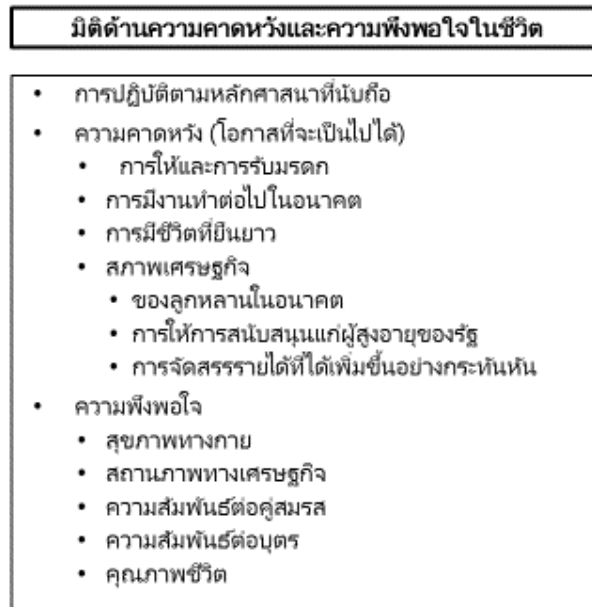 มิติด้านความคาดหวังและความพึงพอใจในชีวิต
• การปฏิบัติตามหลักศาสนาที่นับถือ
• ความคาดหวัง (โอกาสที่จะเป็นไปได้)
• การให้และการรับมรดก
• การมีงานทำต่อไปในอนาคต
• การมีชีวิตที่ยืนยาว
• สภาพเศรษฐกิจ
• ของลูกหลานในอนาคต
• การให้การสนับสนุนแก่ผู้สูงอายุของรัฐ
• การจัดสรรรายได้ที่ได้เพิ่มขึ้นอย่างกระทันหัน
• ความพึงพอใจ
• สุขภาพทางกาย
• สถานภาพทางเศรษฐกิจ
• ความสัมพันธ์ต่อคู่สมรส
• ความสัมพันธ์ต่อบุตร
• คุณภาพชีวิต